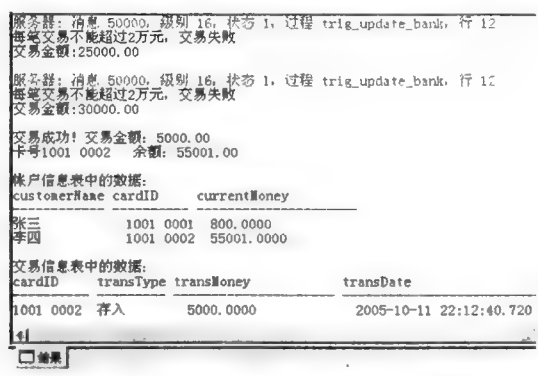 服务器: 消息 50000, 级别 16, 状态 1, 过程 trig_update_bank, 行 12
每笔交易不能超过2万元, 交易失败
交易金额:25000.00
服务器: 消息 50000, 级别 16, 状态 1, 过程 trig_update_bank, 行 12
每笔交易不能超过2万元, 交易失败
交易金额:30000.00
交易成功! 交易金额: 5000.00
卡号1001 0002 余额: 55001.00
帐户信息表中的数据:
customerName cardID currentMoney
张三 1001 0001 800.0000
李四 1001 0002 55001.0000
交易信息表中的数据:
cardID transType transMoney transDate
1001 0002 存入 5000.0000 2005-10-11 22:12:40.720
结果